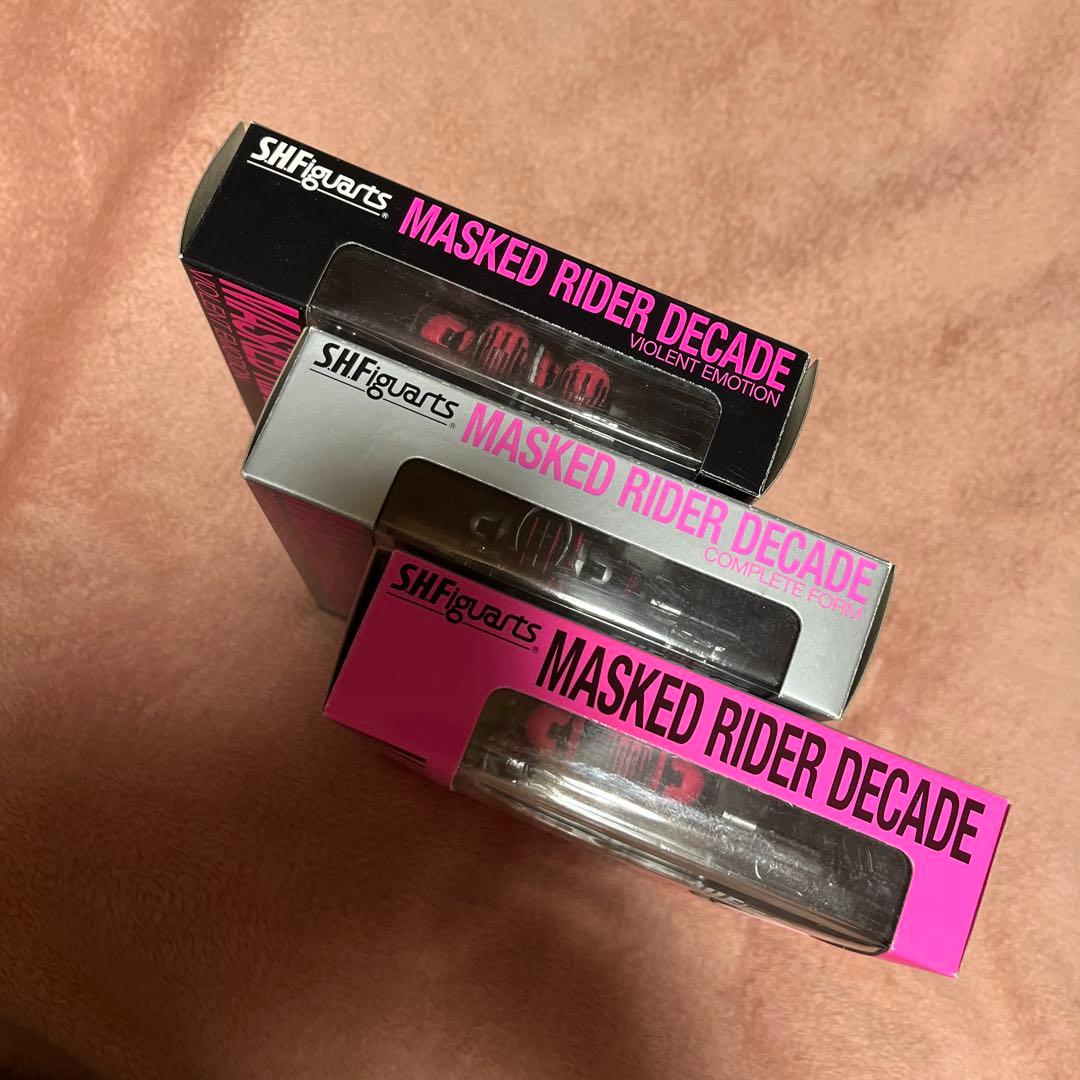 S.H.Figuarts®
MASKED RIDER DECADE
VIOLENT EMOTION
S.H.Figuarts®
MASKED RIDER DECADE
COMPLETE FORM
S.H.Figuarts®
MASKED RIDER DECADE